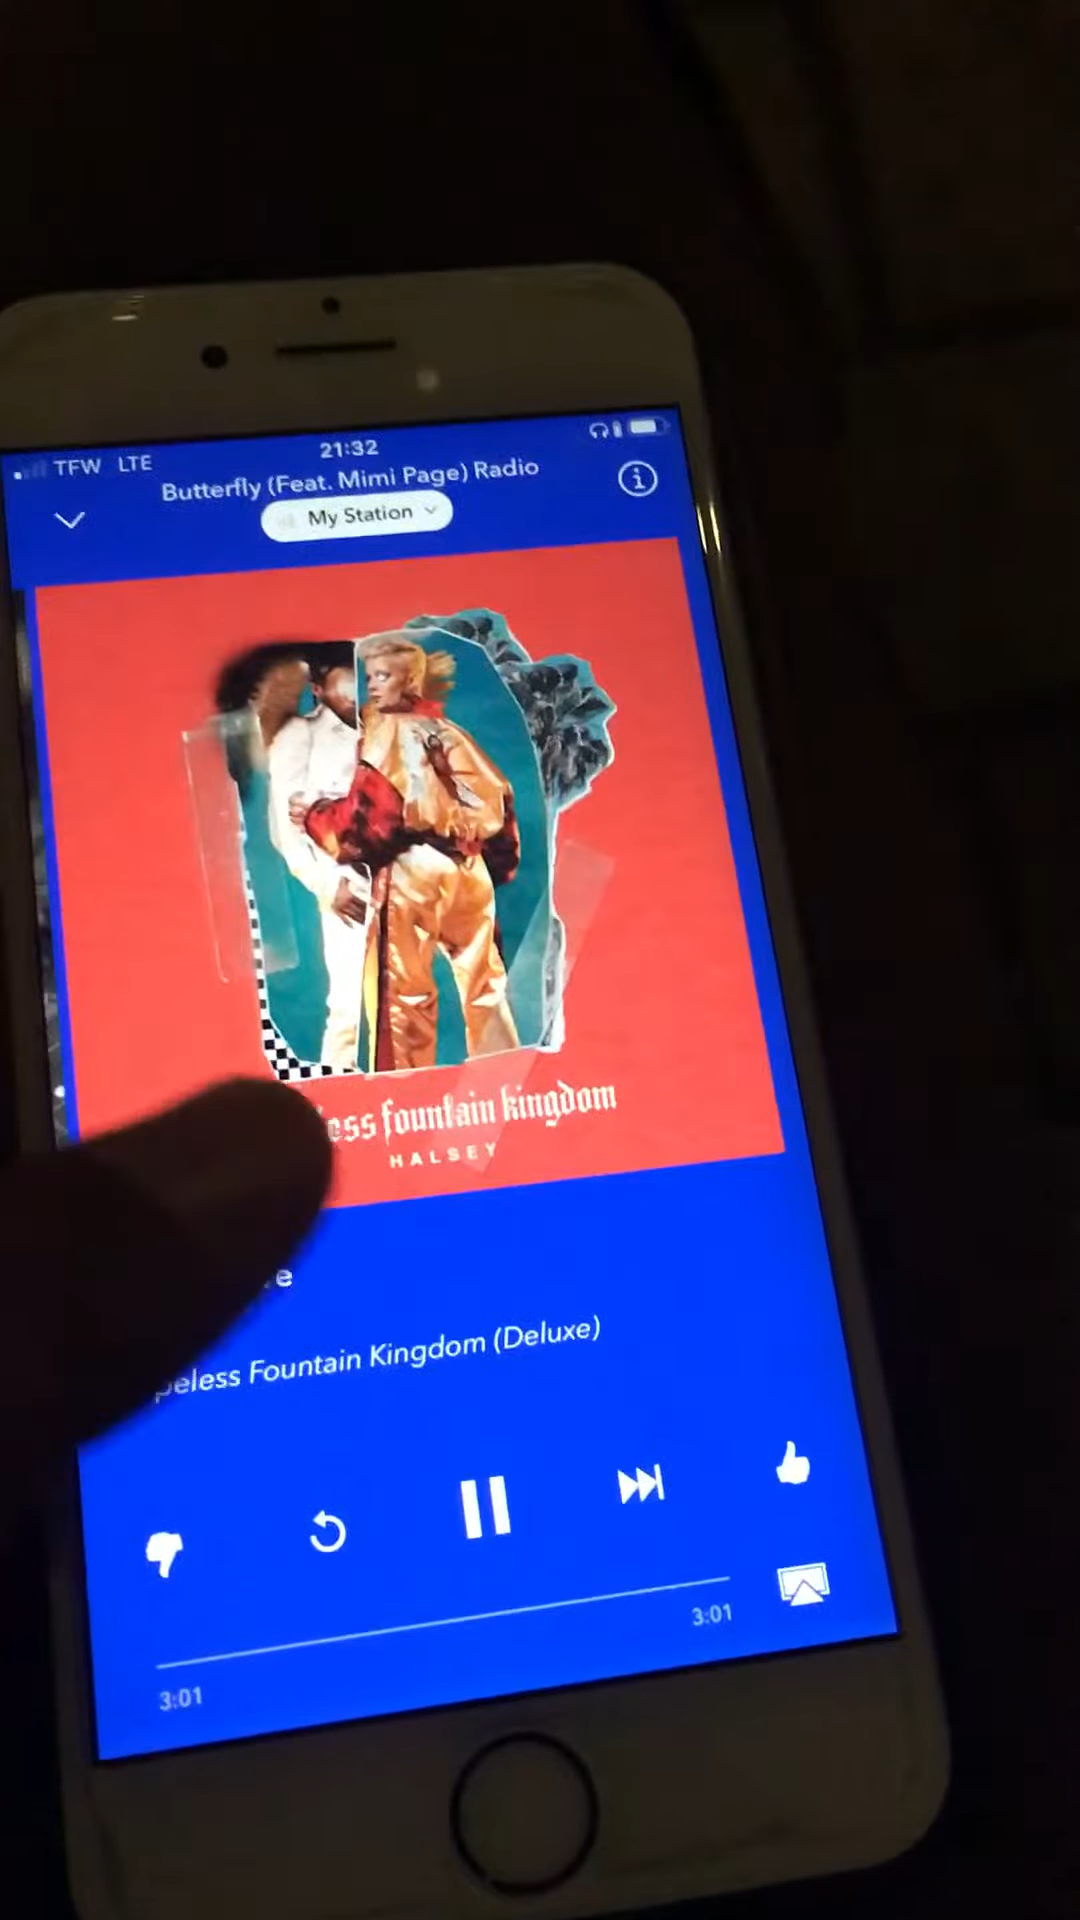 TFW LTE 21:32
Butterfly (Feat. Mimi Page) Radio
My Station
fountain kingdom
HALSEY
Fountain Kingdom (Deluxe)
3:01
3:01